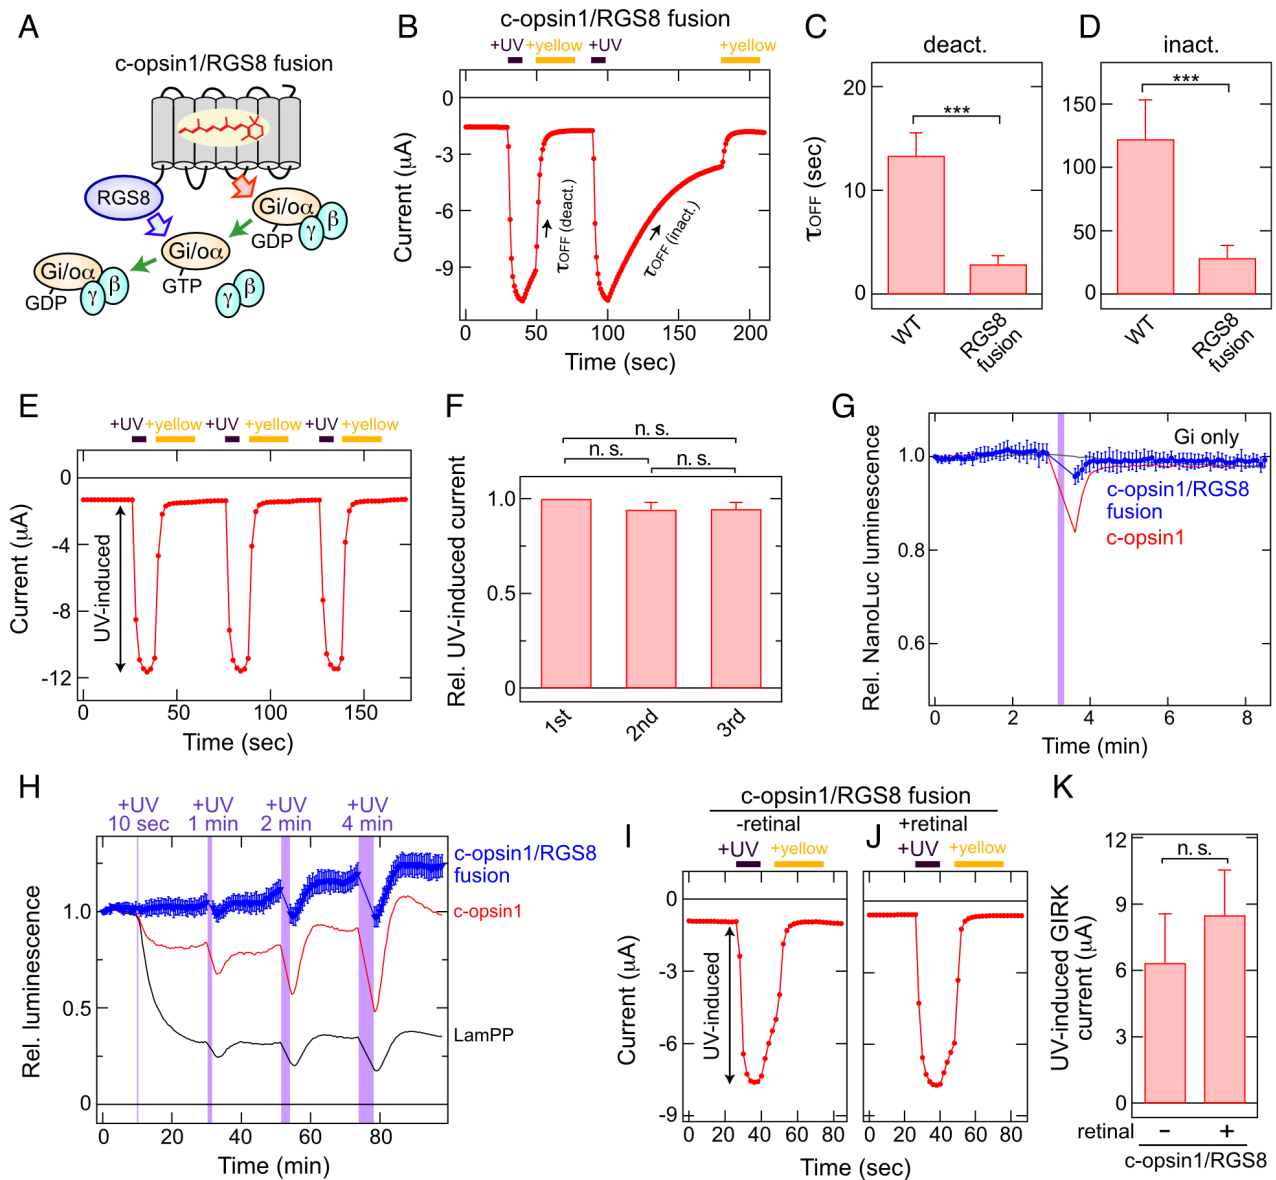 A
c-opsin1/RGS8 fusion
RGS8
Gi/oα
β
γ
GDP
Gi/oα
GTP
Gi/oα
β
γ
GDP
β
γ
B
c-opsin1/RGS8 fusion
+UV +yellow +UV +yellow
0
-3
-6
-9
Current (μA)
τOFF (deact.)
τOFF (inact.)
0 50 100 150 200
Time (sec)
C
deact.
20
10
0
τOFF (sec)
***
WT
RGS8
fusion
D
inact.
150
100
50
0
***
WT
RGS8
fusion
E
+UV +yellow +UV +yellow +UV +yellow
0
-4
-8
-12
Current (μA)
UV-induced
0 50 100 150
Time (sec)
F
n. s.
n. s. n. s.
1.0
0.5
0
Rel. UV-induced current
1st 2nd 3rd
G
1.0
0.8
0.6
Rel. NanoLuc luminescence
Gi only
c-opsin1/RGS8
fusion
c-opsin1
0 2 4 6 8
Time (min)
H
+UV +UV +UV +UV
10 sec 1 min 2 min 4 min
1.0
0.5
0
Rel. luminescence
c-opsin1/RGS8
fusion
c-opsin1
LamPP
0 20 40 60 80
Time (min)
c-opsin1/RGS8 fusion
I
-retinal
+UV +yellow
0
-3
-6
-9
Current (μA)
UV-induced
0 20 40 60 80
J
+retinal
+UV +yellow
0 20 40 60 80
Time (sec)
K
12
9
6
3
0
UV-induced GIRK
current (μA)
n. s.
retinal − +
c-opsin1/RGS8